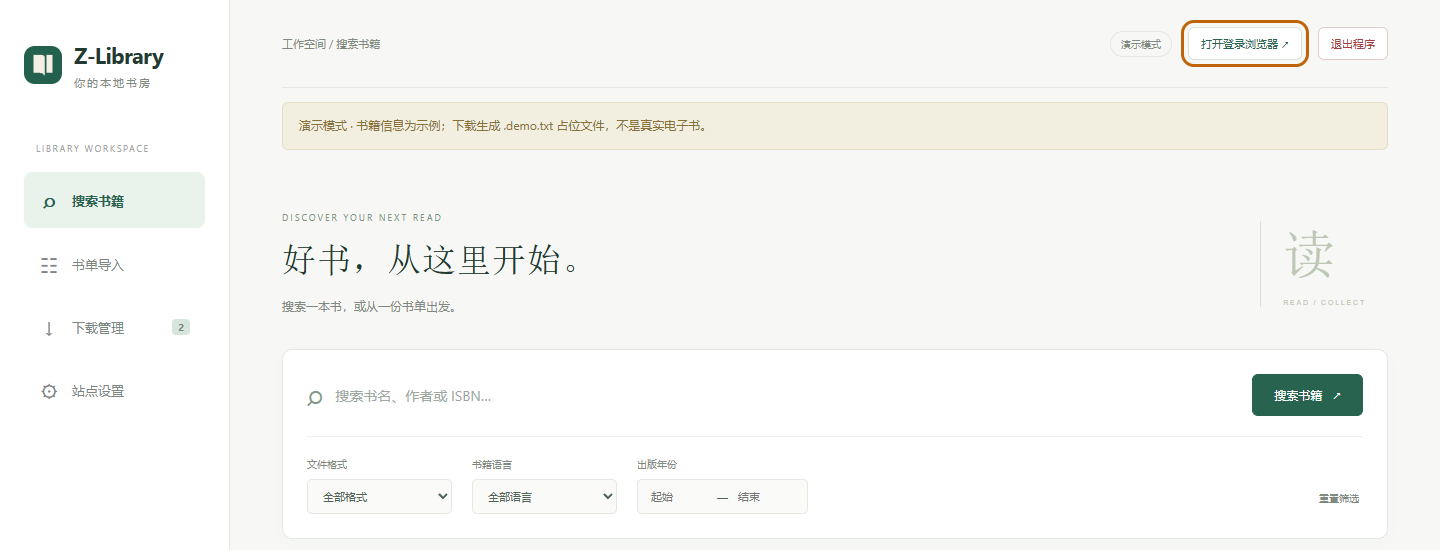 Z-Library
你的本地书房
LIBRARY WORKSPACE
搜索书籍
书单导入
下载管理 2
站点设置
工作空间 / 搜索书籍
演示模式
打开登录浏览器 ↗
退出程序
演示模式 · 书籍信息为示例；下载生成 .demo.txt 占位文件，不是真实电子书。
DISCOVER YOUR NEXT READ
好书，从这里开始。
搜索一本书，或从一份书单出发。
读
READ / COLLECT
搜索书名、作者或 ISBN...
搜索书籍 ↗
文件格式
全部格式
书籍语言
全部语言
出版年份
起始 — 结束
重置筛选